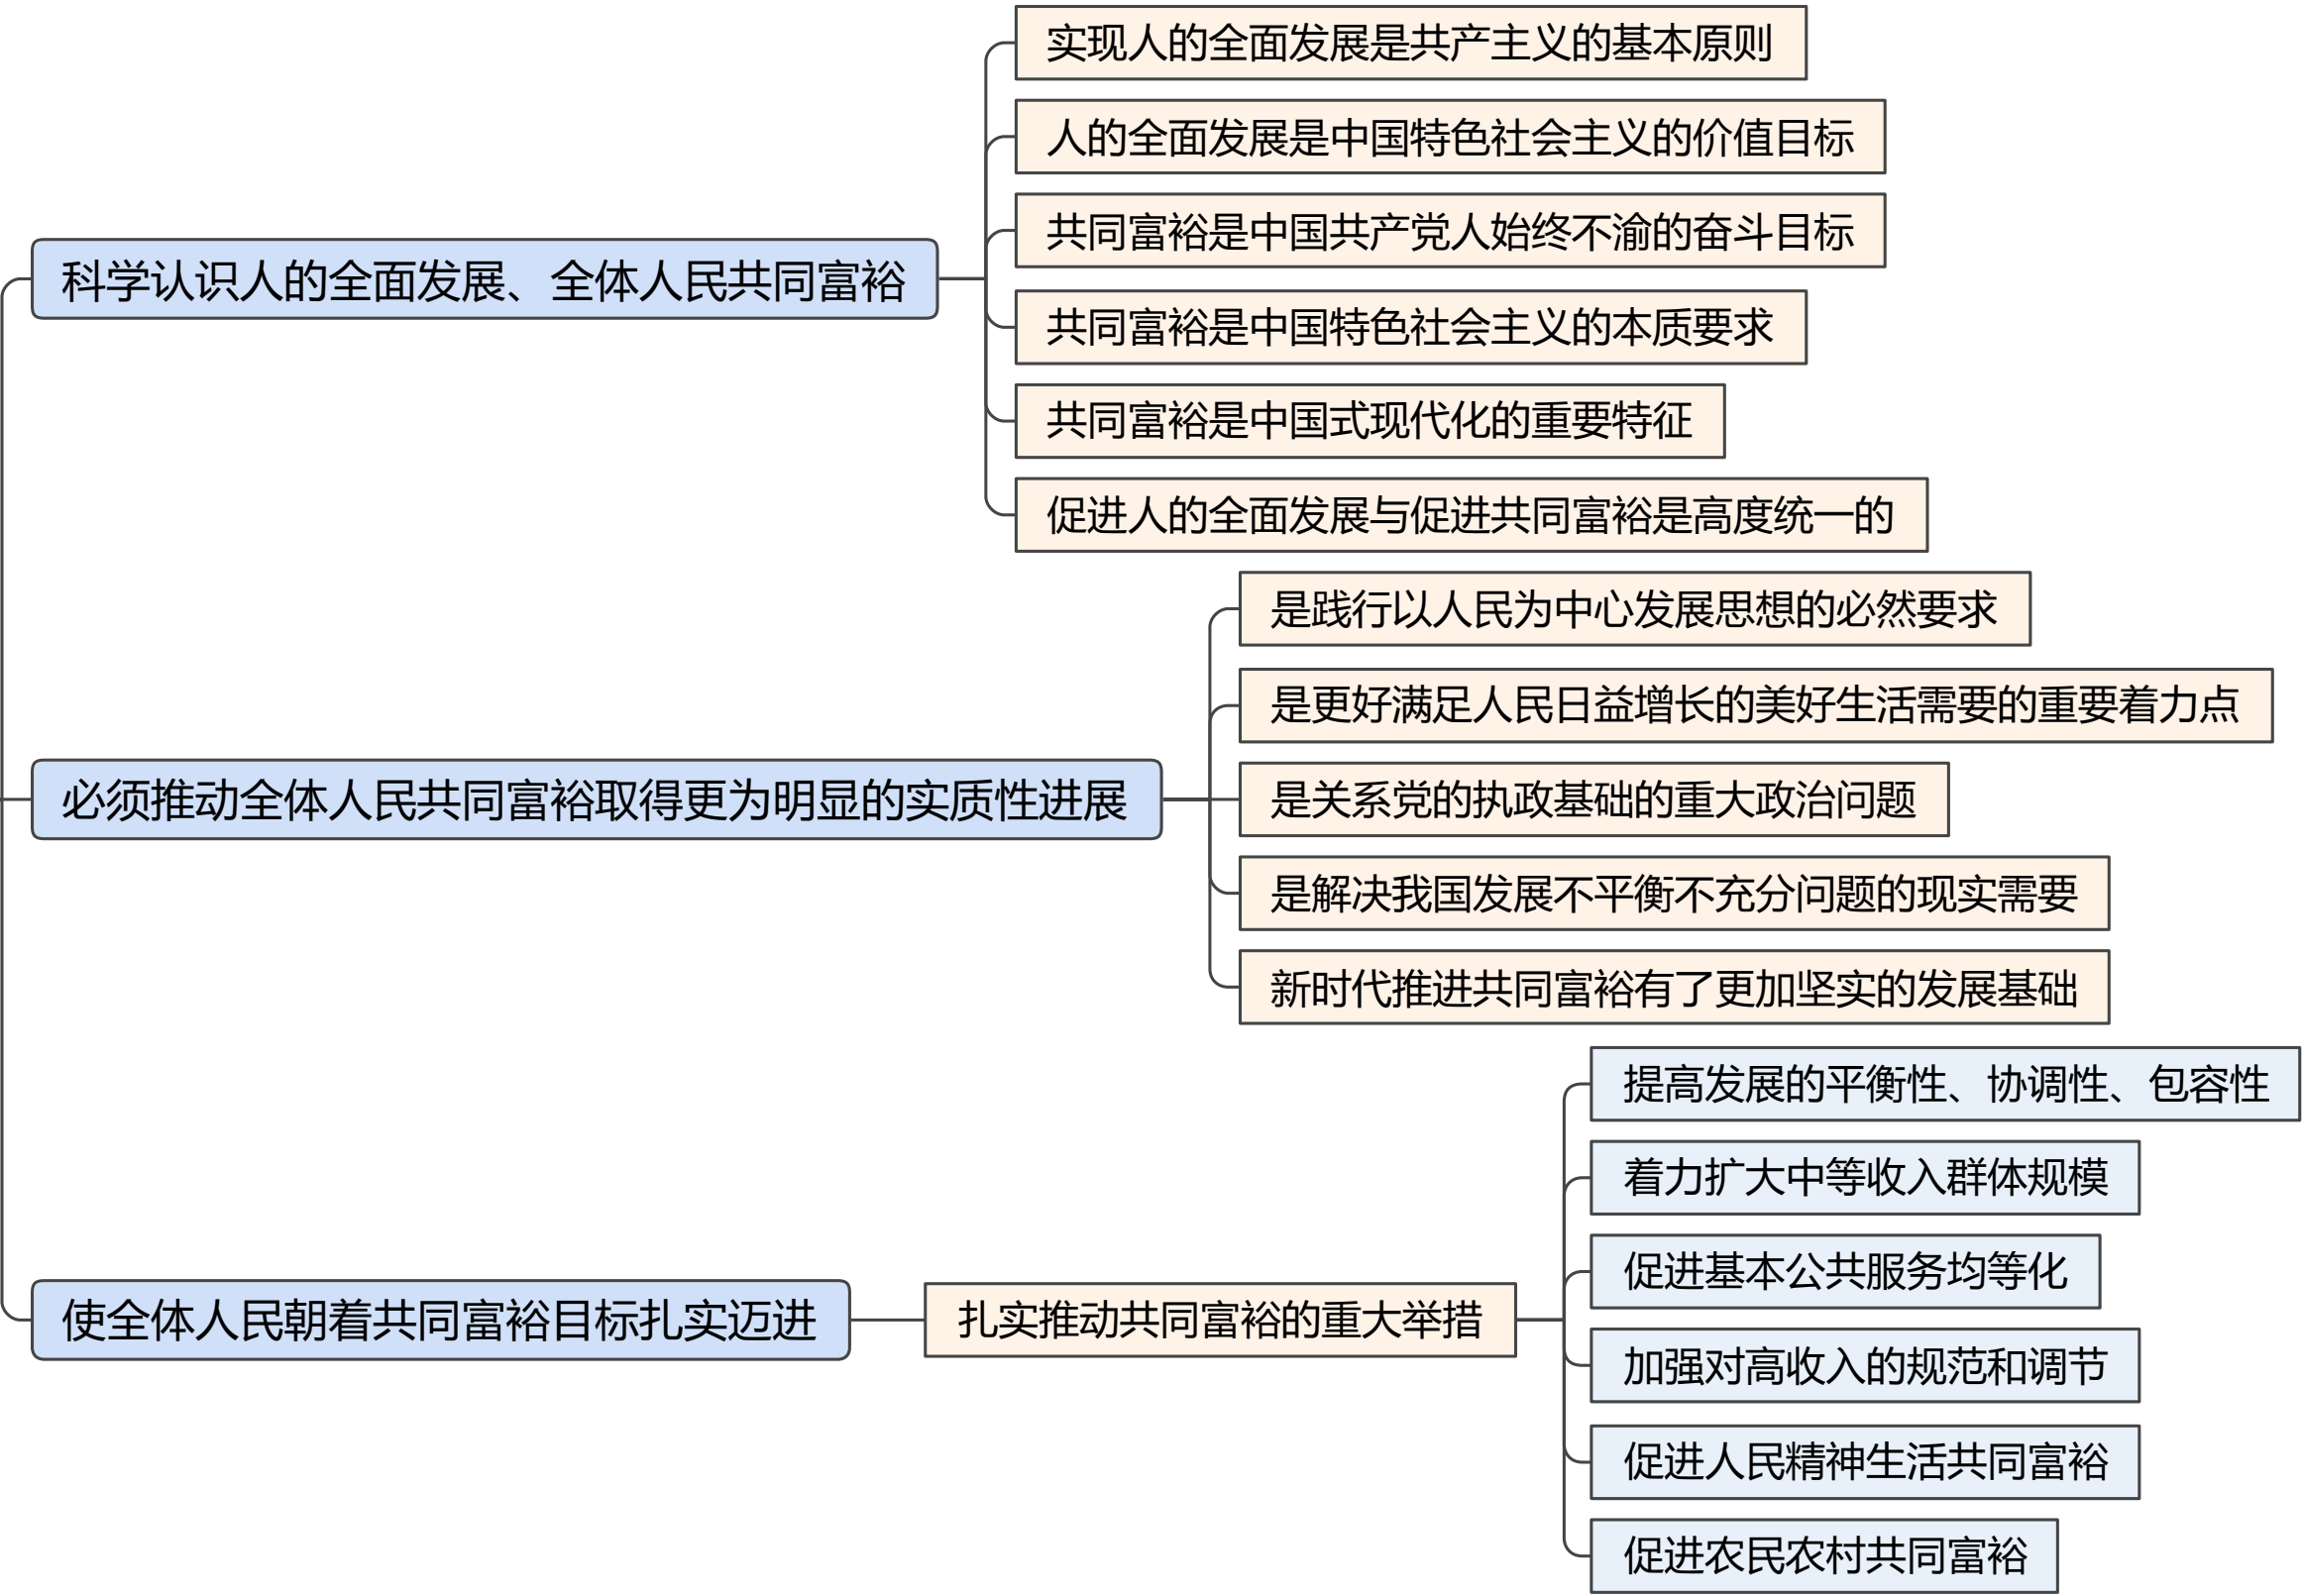 科学认识人的全面发展、全体人民共同富裕
实现人的全面发展是共产主义的基本原则
人的全面发展是中国特色社会主义的价值目标
共同富裕是中国共产党人始终不渝的奋斗目标
共同富裕是中国特色社会主义的本质要求
共同富裕是中国式现代化的重要特征
促进人的全面发展与促进共同富裕是高度统一的
必须推动全体人民共同富裕取得更为明显的实质性进展
是践行以人民为中心发展思想的必然要求
是更好满足人民日益增长的美好生活需要的重要着力点
是关系党的执政基础的重大政治问题
是解决我国发展不平衡不充分问题的现实需要
新时代推进共同富裕有了更加坚实的发展基础
使全体人民朝着共同富裕目标扎实迈进
扎实推动共同富裕的重大举措
提高发展的平衡性、协调性、包容性
着力扩大中等收入群体规模
促进基本公共服务均等化
加强对高收入的规范和调节
促进人民精神生活共同富裕
促进农民农村共同富裕